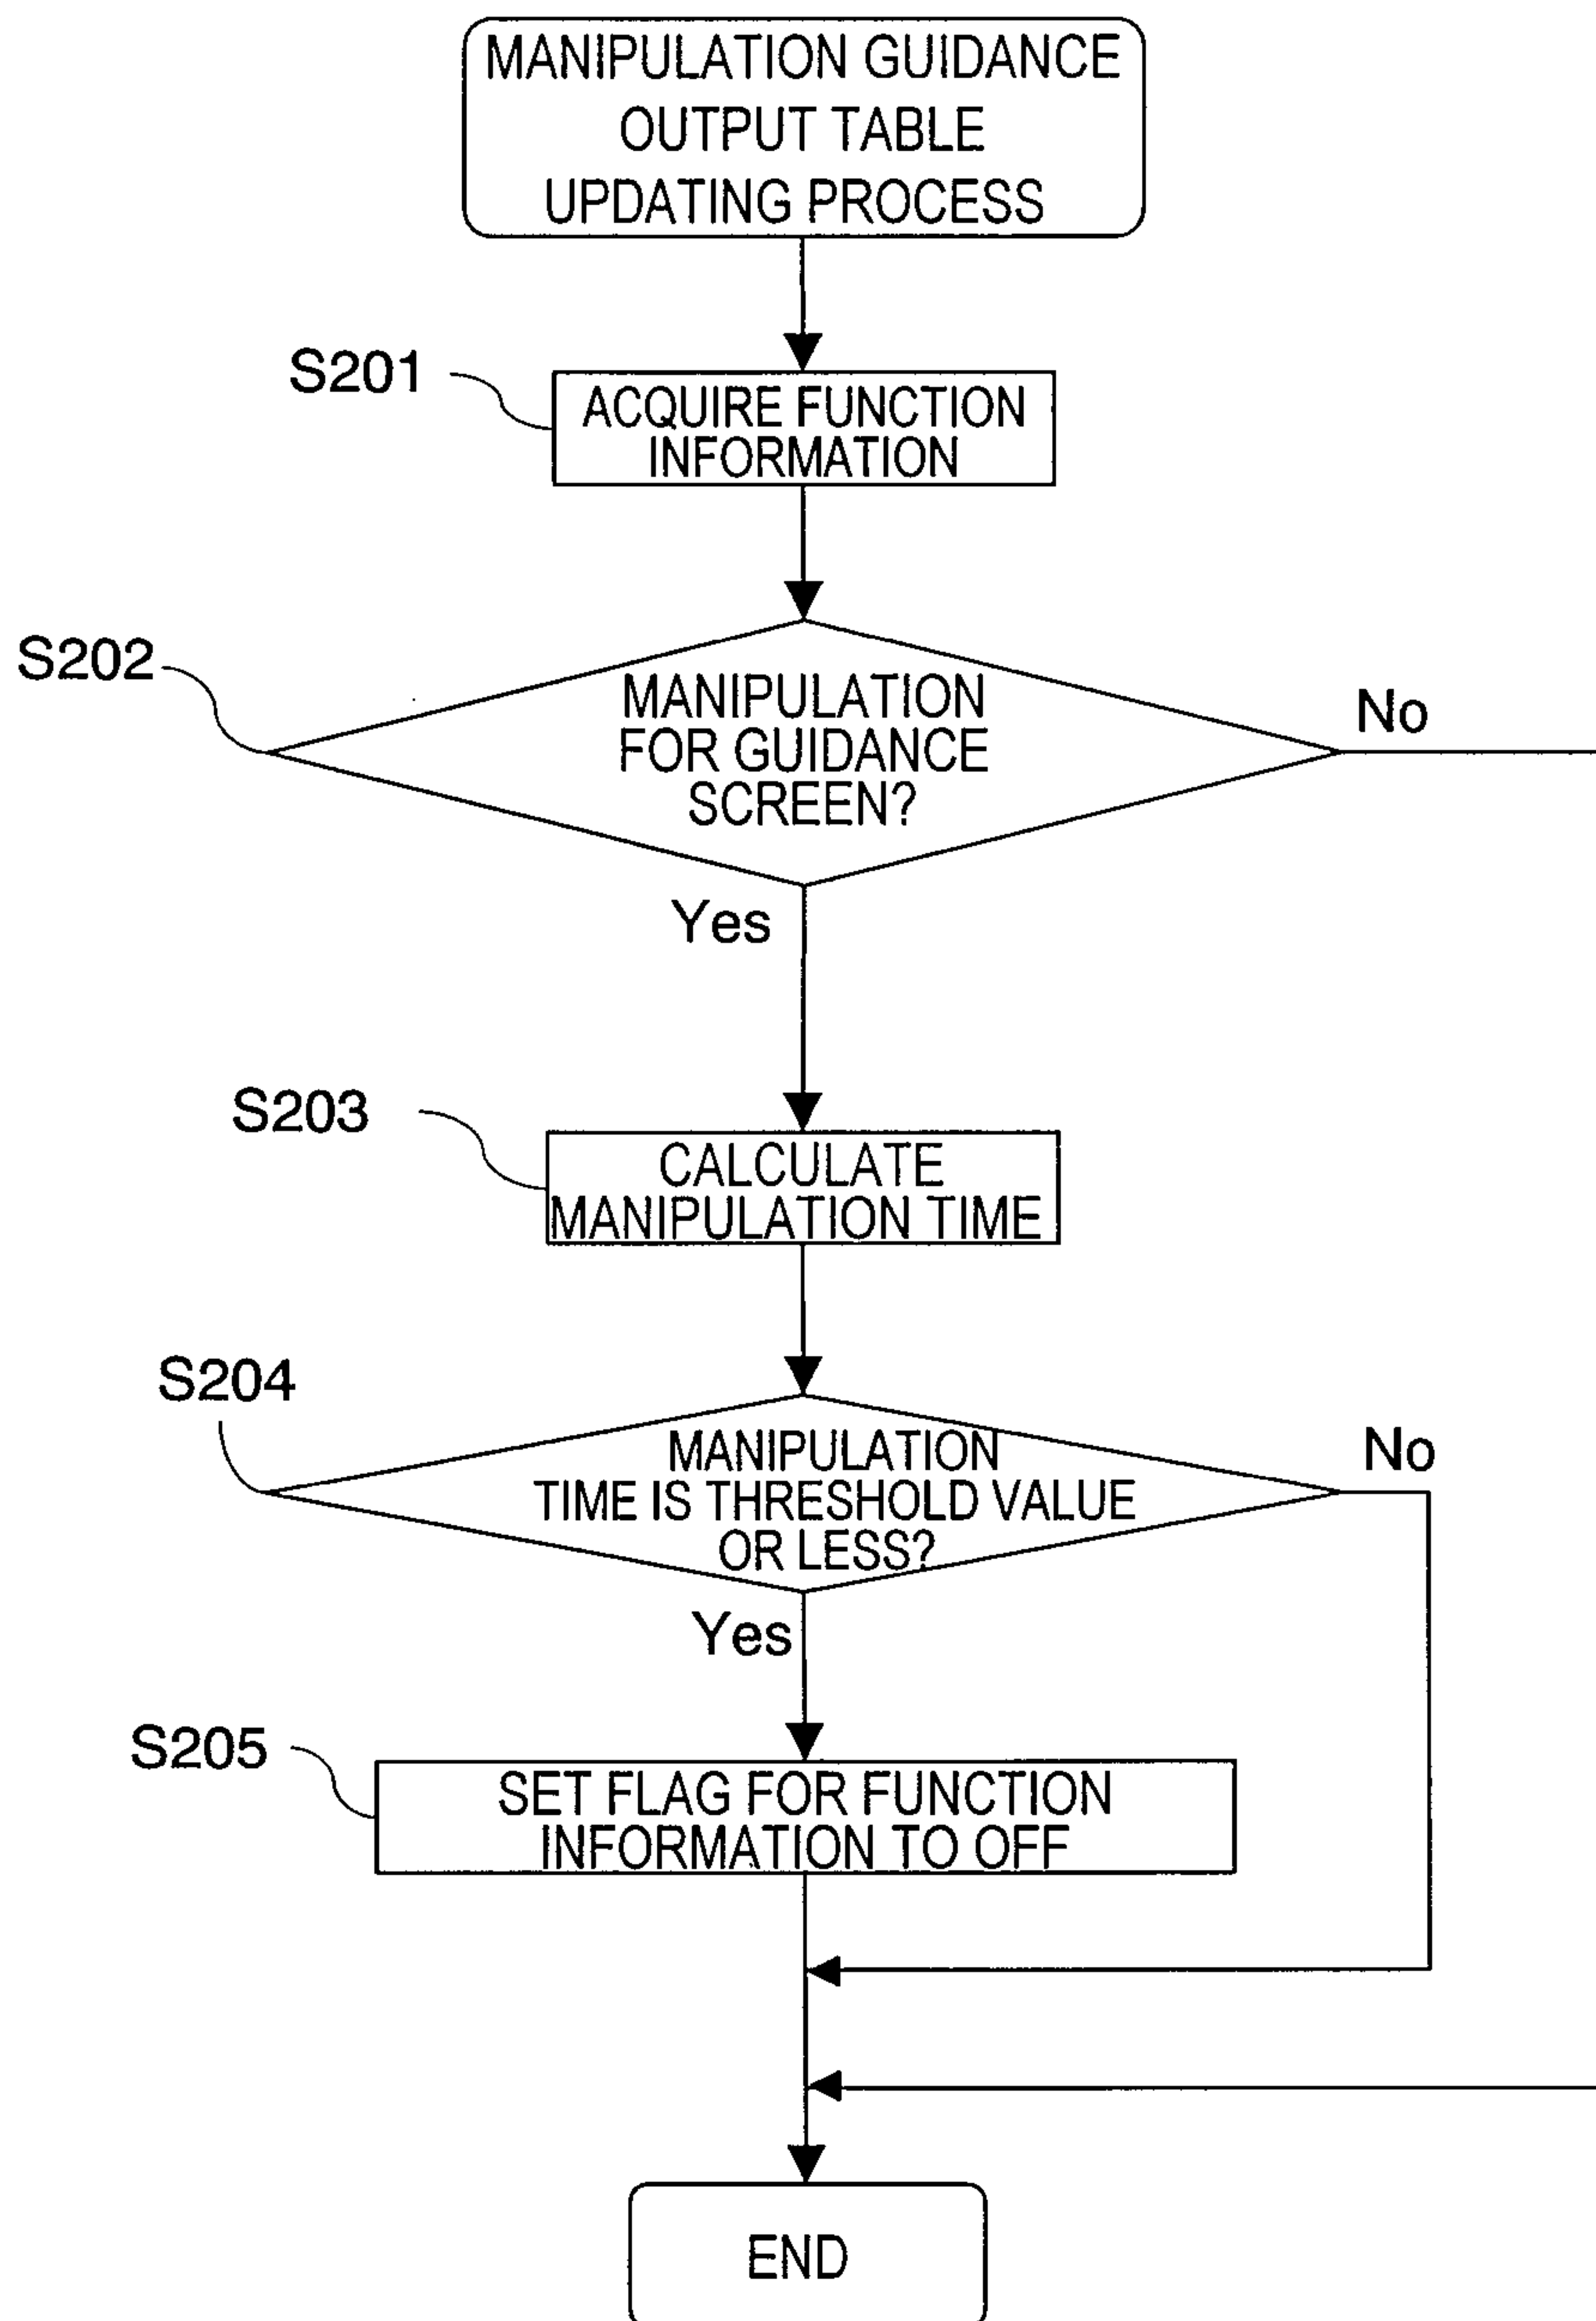 MANIPULATION GUIDANCE
OUTPUT TABLE
UPDATING PROCESS
S201
ACQUIRE FUNCTION
INFORMATION
S202
MANIPULATION
FOR GUIDANCE
SCREEN?
No
Yes
S203
CALCULATE
MANIPULATION TIME
S204
MANIPULATION
TIME IS THRESHOLD VALUE
OR LESS?
No
Yes
S205
SET FLAG FOR FUNCTION
INFORMATION TO OFF
END